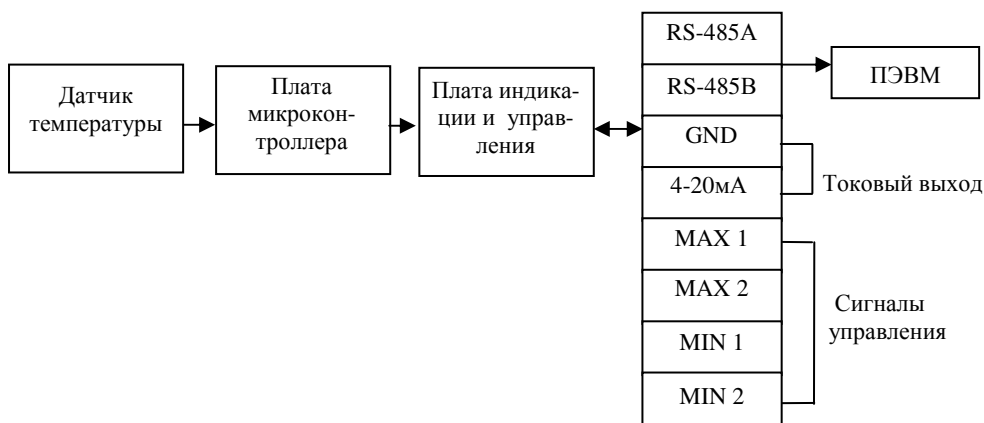 Датчик
температуры
Плата
микрокон-
троллера
Плата индика-
ции и управ-
ления
RS-485A
RS-485B
GND
4-20мА
MAX 1
MAX 2
MIN 1
MIN 2
ПЭВМ
Токовый выход
Сигналы
управления